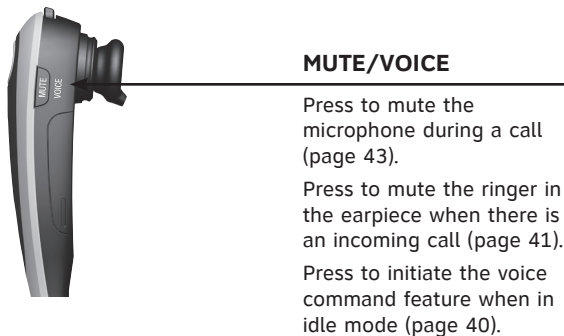 MUTE
VOICE
MUTE/VOICE
Press to mute the
microphone during a call
(page 43).
Press to mute the ringer in
the earpiece when there is
an incoming call (page 41).
Press to initiate the voice
command feature when in
idle mode (page 40).